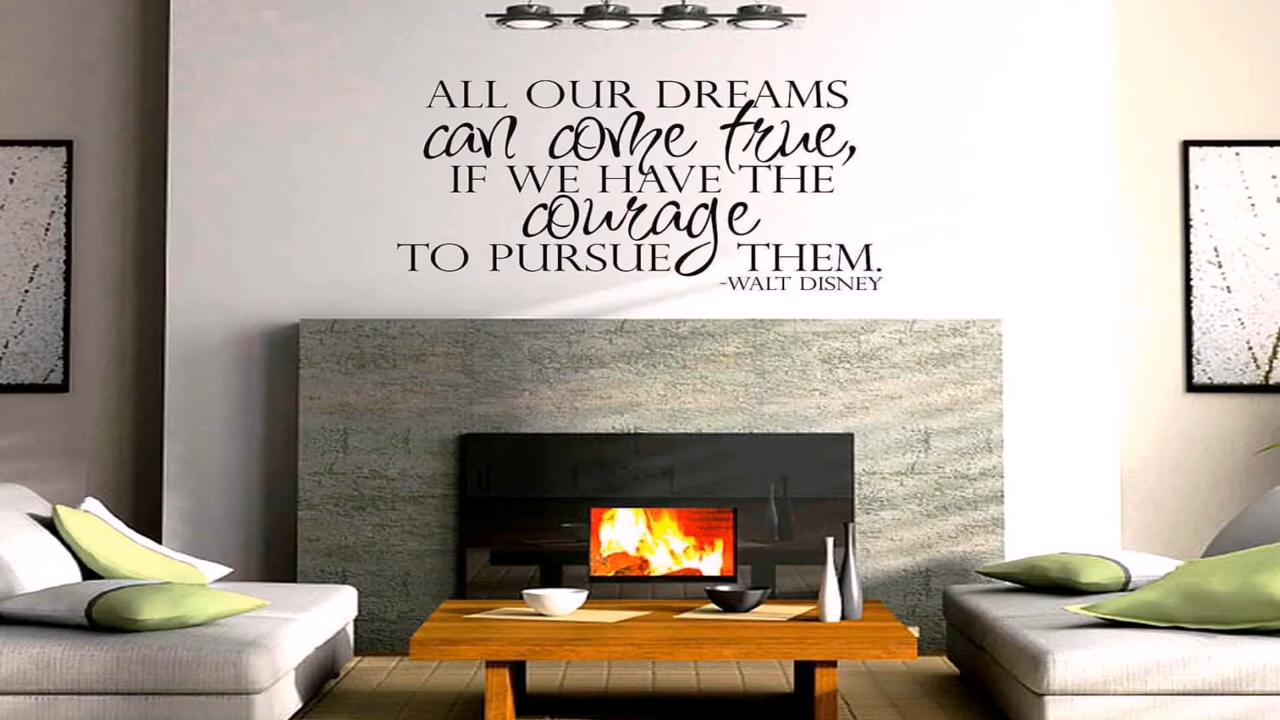 ALL OUR DREAMS
can come true,
IF WE HAVE THE
courage
TO PURSUE THEM.
-WALT DISNEY